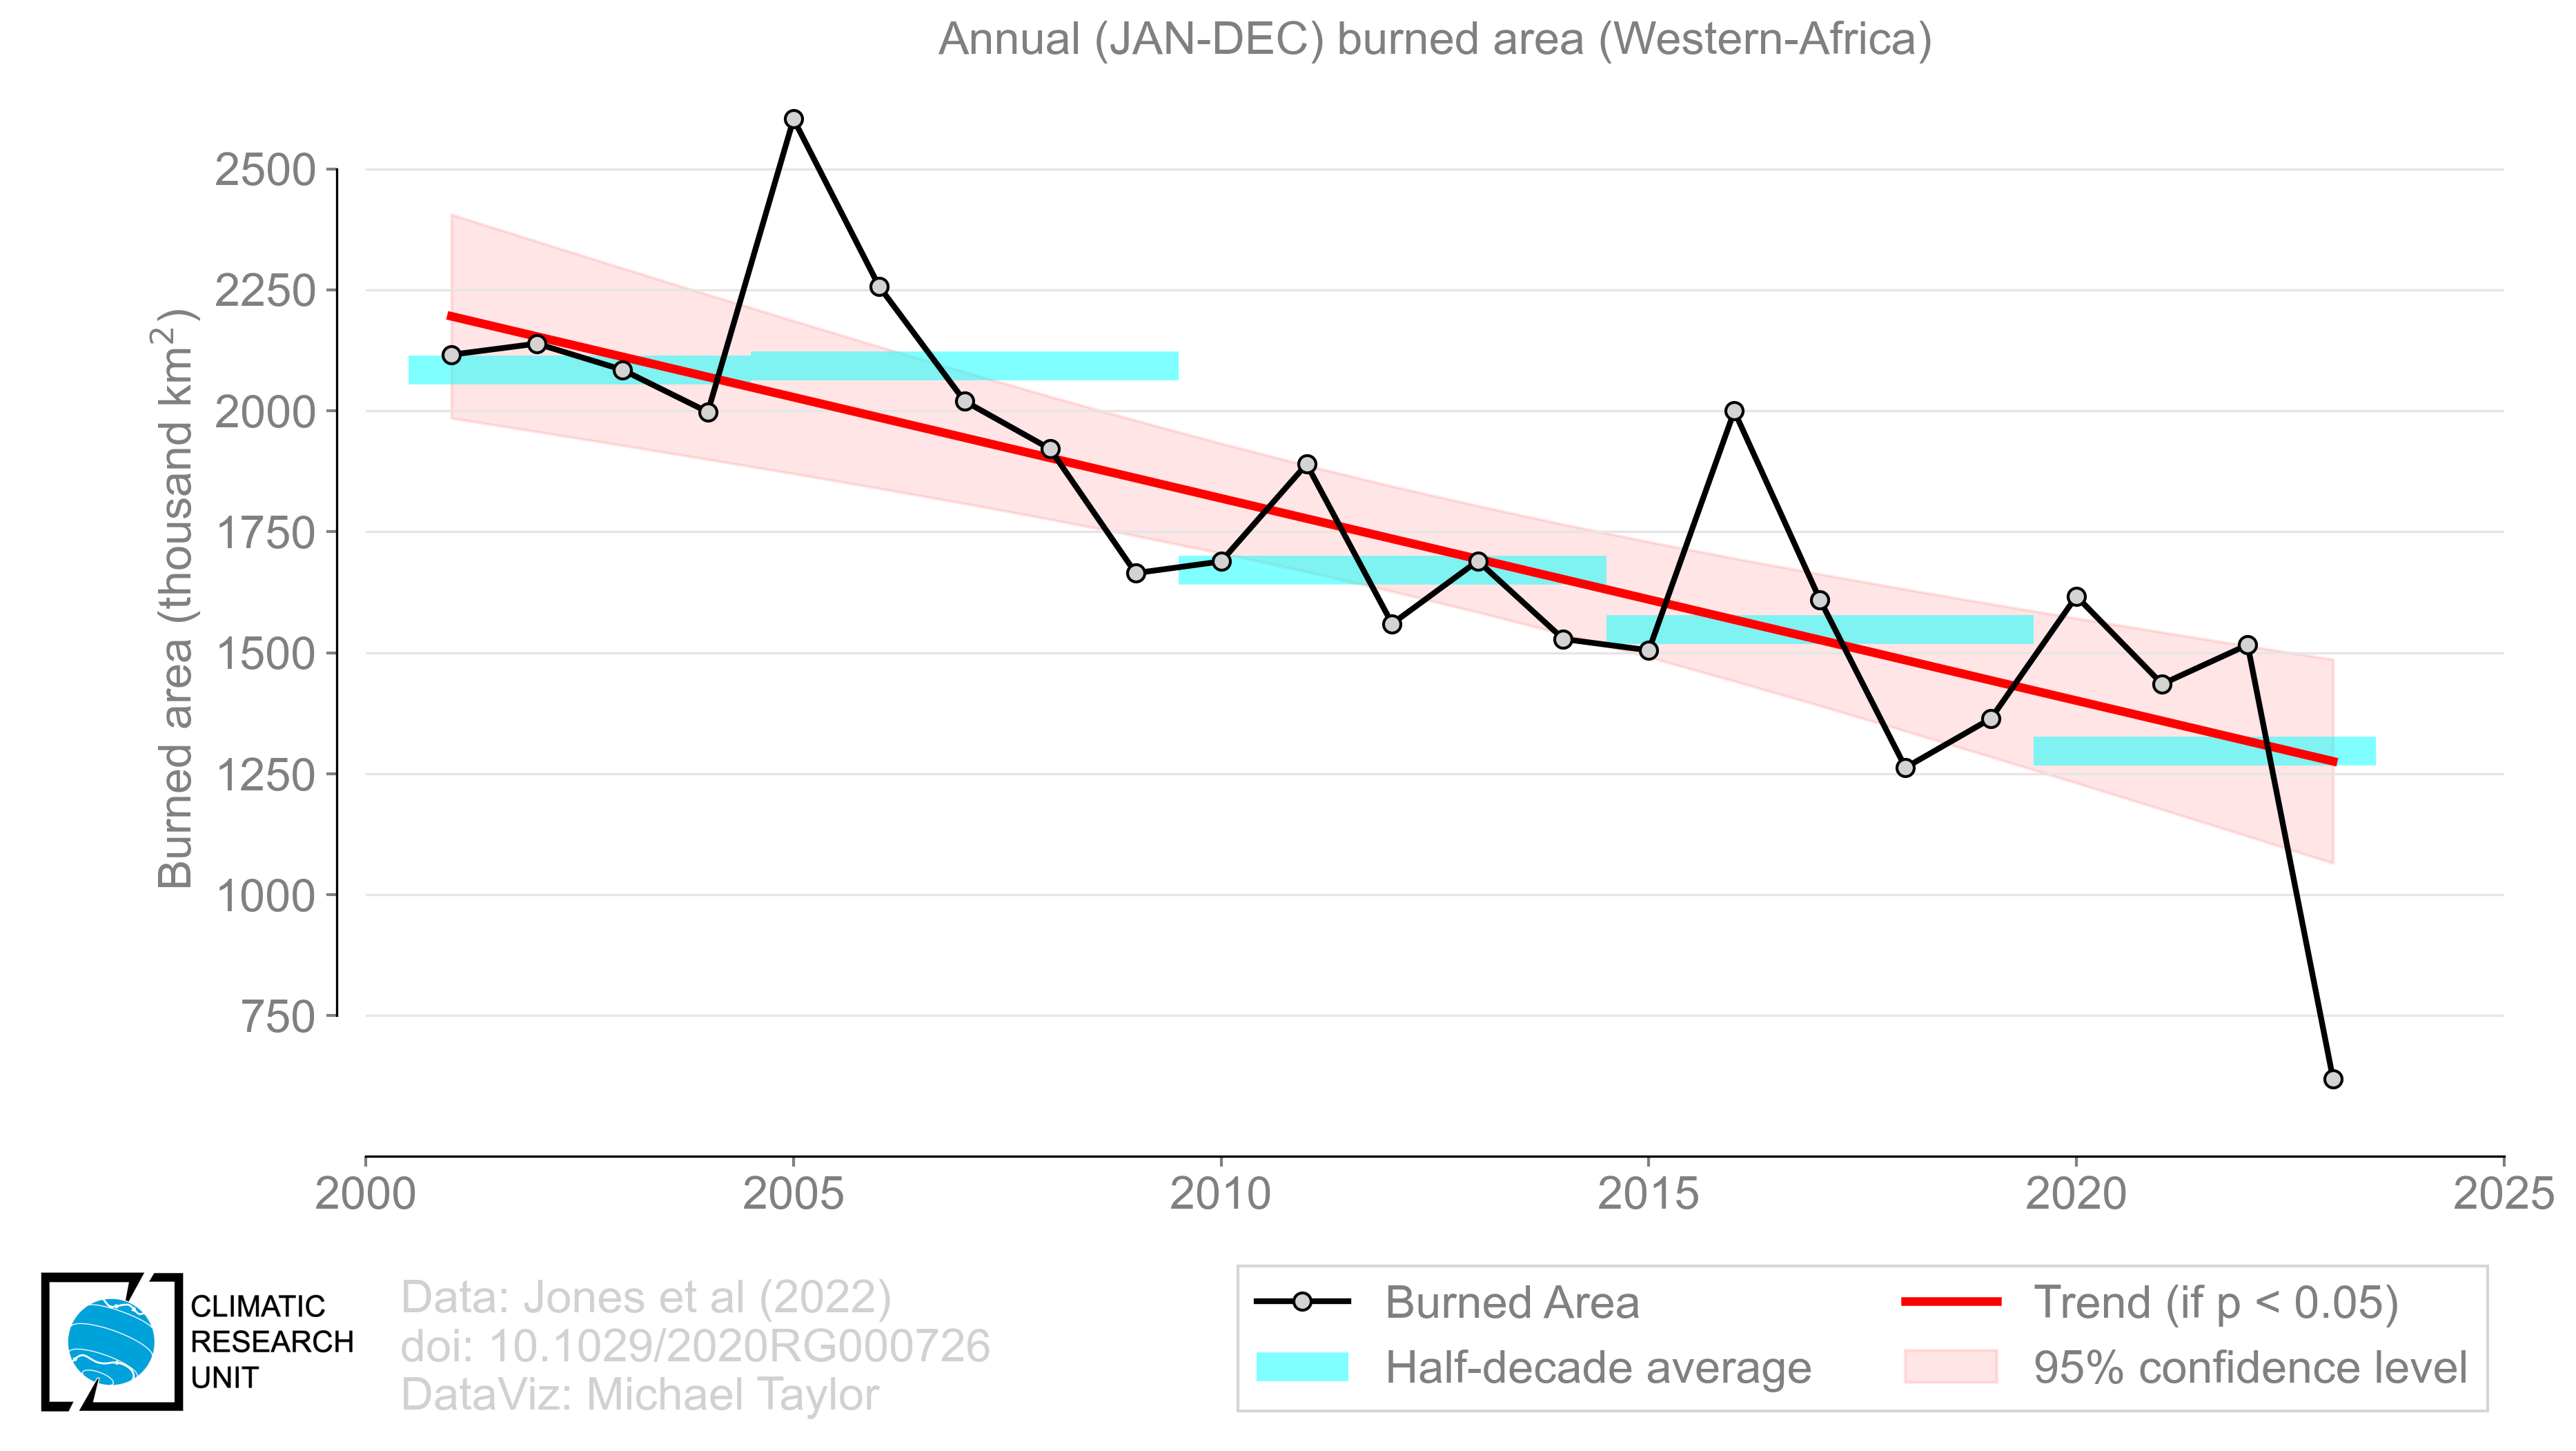 Annual (JAN-DEC) burned area (Western-Africa)
Burned area (thousand km²)
2500
2250
2000
1750
1500
1250
1000
750
2000 2005 2010 2015 2020 2025
CLIMATIC
RESEARCH
UNIT
Data: Jones et al (2022)
doi: 10.1029/2020RG000726
DataViz: Michael Taylor
Burned Area
Half-decade average
Trend (if p < 0.05)
95% confidence level